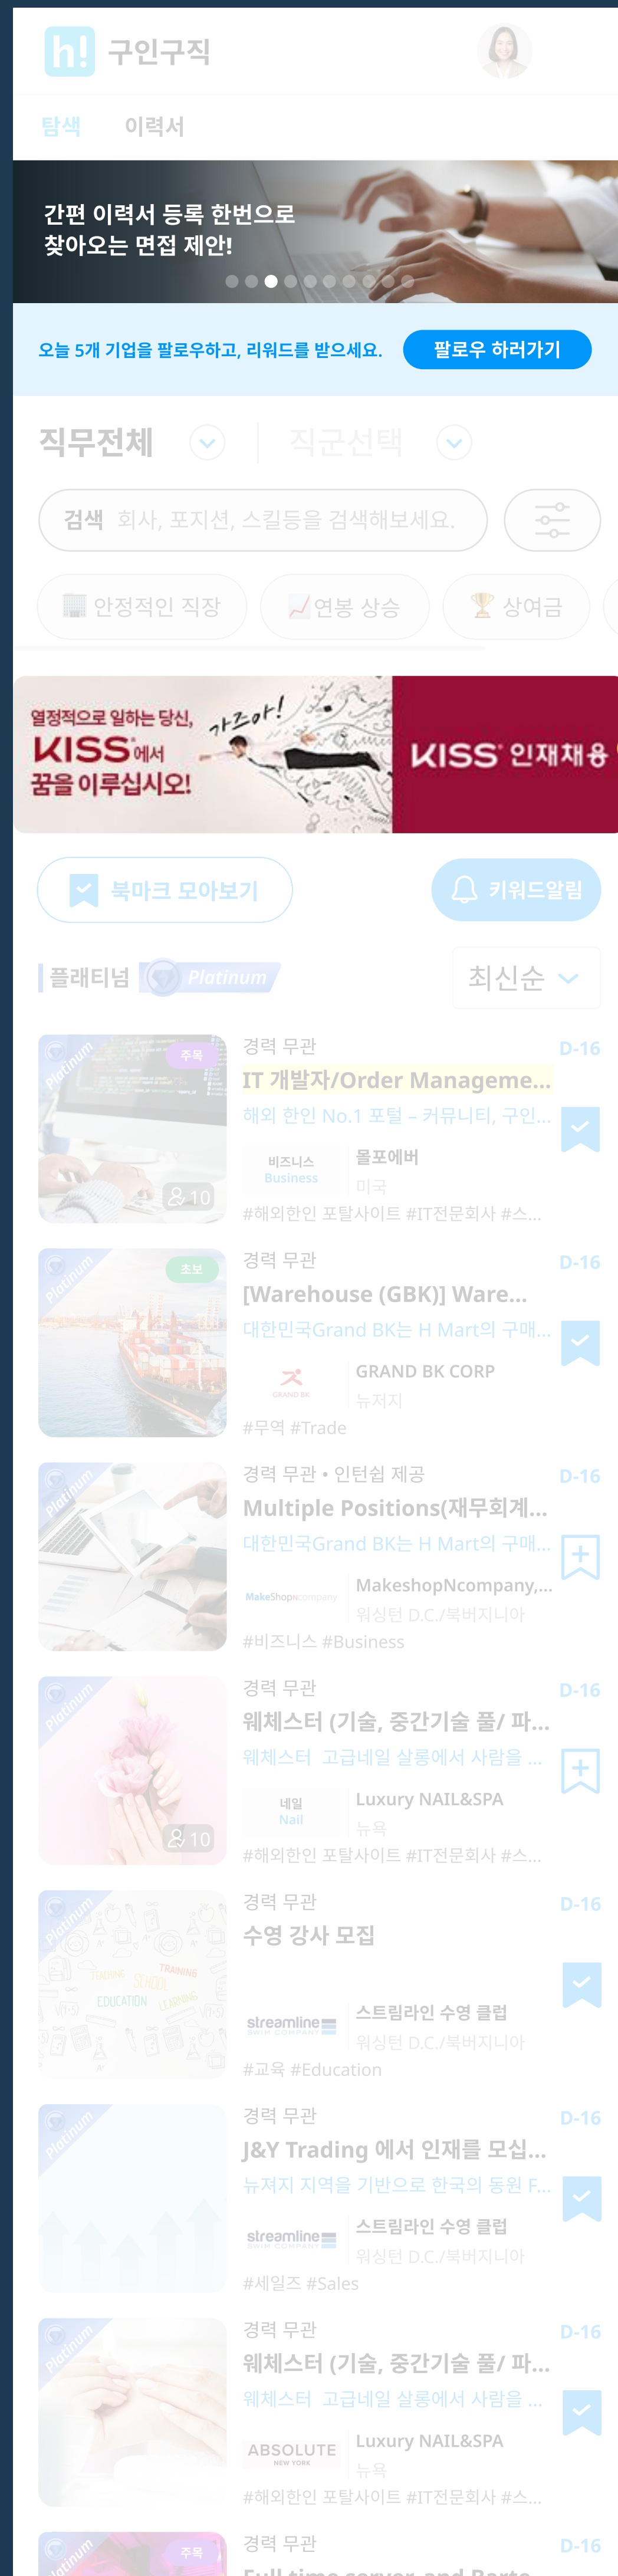 h! 구인구직
탐색 이력서
간편 이력서 등록 한번으로
찾아오는 면접 제안!
오늘 5개 기업을 팔로우하고, 리워드를 받으세요. 팔로우 하러가기
직무전체 직군선택
검색 회사, 포지션, 스킬등을 검색해보세요.
안정적인 직장 연봉 상승 상여금
열정적으로 일하는 당신,
KISS에서
꿈을 이루십시오!
가즈아!
KISS 인재채용
북마크 모아보기 키워드알림
플래티넘 Platinum 최신순
Platinum 주목
10
경력 무관 D-16
IT 개발자/Order Manageme...
해외 한인 No.1 포털 – 커뮤니티, 구인...
비즈니스
Business
몰포에버
미국
#해외한인 포탈사이트 #IT전문회사 #스...
Platinum 초보
경력 무관 D-16
[Warehouse (GBK)] Ware...
대한민국Grand BK는 H Mart의 구매...
GRAND BK
GRAND BK CORP
뉴저지
#무역 #Trade
Platinum
경력 무관 • 인턴쉽 제공 D-16
Multiple Positions(재무회계...
대한민국Grand BK는 H Mart의 구매...
MakeShopNcompany
MakeshopNcompany,...
워싱턴 D.C./북버지니아
#비즈니스 #Business
Platinum
10
경력 무관 D-16
웨체스터 (기술, 중간기술 풀/ 파...
웨체스터 고급네일 살롱에서 사람을 ...
네일
Nail
Luxury NAIL&SPA
뉴욕
#해외한인 포탈사이트 #IT전문회사 #스...
Platinum
TEACHING SCHOOL TRAINING
EDUCATION LEARNING
경력 무관 D-16
수영 강사 모집
streamline
SWIM COMPANY
스트림라인 수영 클럽
워싱턴 D.C./북버지니아
#교육 #Education
Platinum
경력 무관 D-16
J&Y Trading 에서 인재를 모십...
뉴져지 지역을 기반으로 한국의 동원 F...
streamline
SWIM COMPANY
스트림라인 수영 클럽
워싱턴 D.C./북버지니아
#세일즈 #Sales
Platinum
경력 무관 D-16
웨체스터 (기술, 중간기술 풀/ 파...
웨체스터 고급네일 살롱에서 사람을 ...
ABSOLUTE
NEW YORK
Luxury NAIL&SPA
뉴욕
#해외한인 포탈사이트 #IT전문회사 #스...
Platinum 주목
경력 무관 D-16